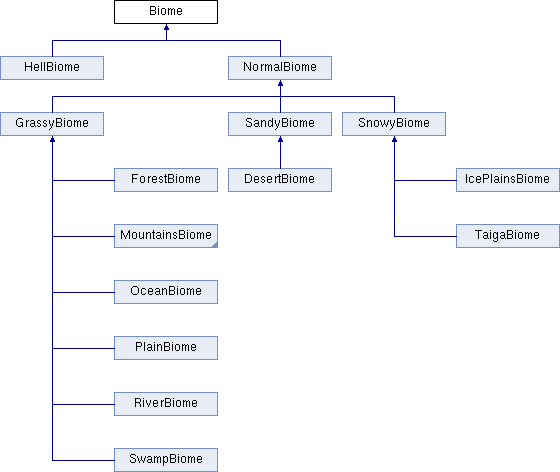 Biome
HellBiome
NormalBiome
GrassyBiome
SandyBiome
SnowyBiome
ForestBiome
DesertBiome
IcePlainsBiome
MountainsBiome
TaigaBiome
OceanBiome
PlainBiome
RiverBiome
SwampBiome